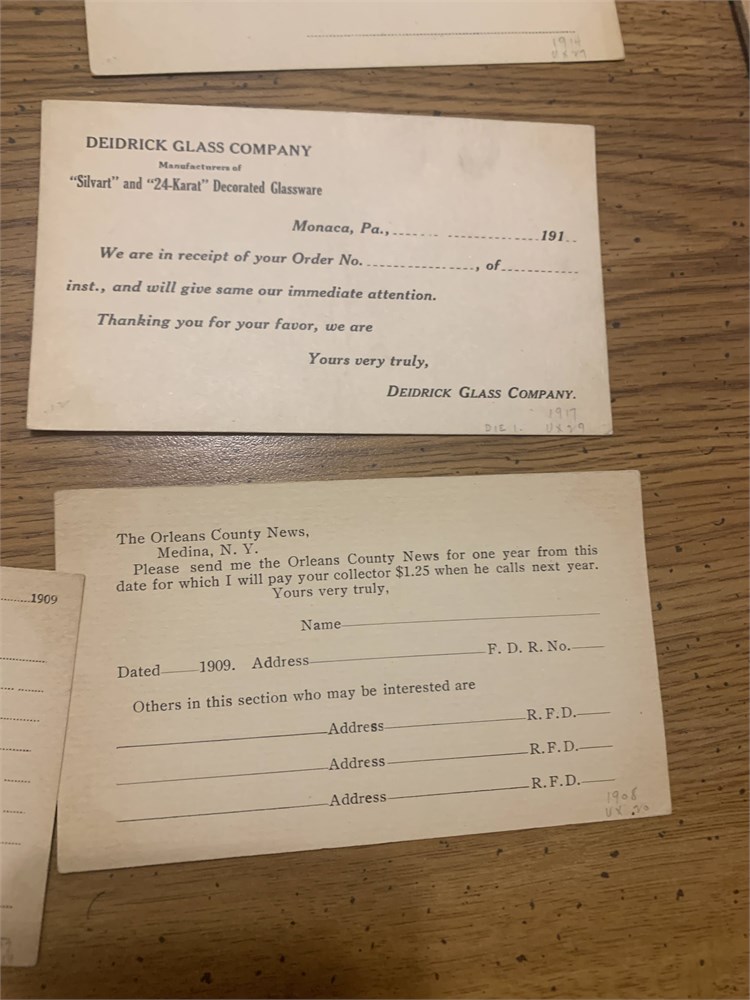 1914
DEIDRICK GLASS COMPANY
Manufacturers of
"Silvart" and "24-Karat" Decorated Glassware
Monaca, Pa.,.................................191..
We are in receipt of your Order No........................, of................
inst., and will give same our immediate attention.
Thanking you for your favor, we are
Yours very truly,
DEIDRICK GLASS COMPANY.
1917
UX29
The Orleans County News,
Medina, N. Y.
Please send me the Orleans County News for one year from this
date for which I will pay your collector $1.25 when he calls next year.
Yours very truly,
Name
Dated 1909. Address F. D. R. No.
Others in this section who may be interested are
Address R. F. D.
Address R. F. D.
Address R. F. D.
1908
........1909